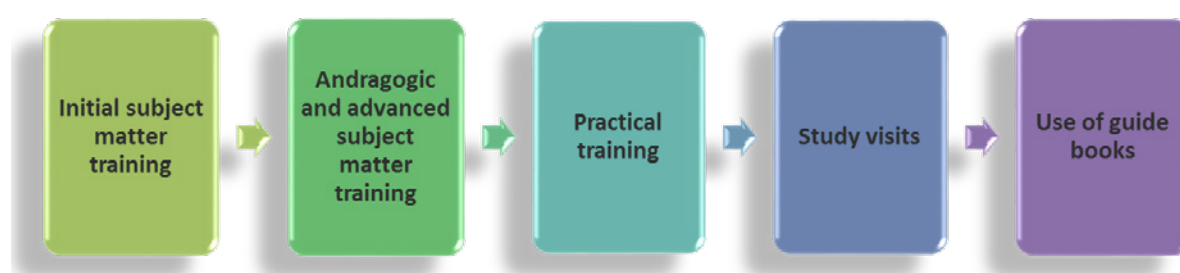 Initial subject
matter
training
Andragogic
and advanced
subject
matter
training
Practical
training
Study visits
Use of guide
books